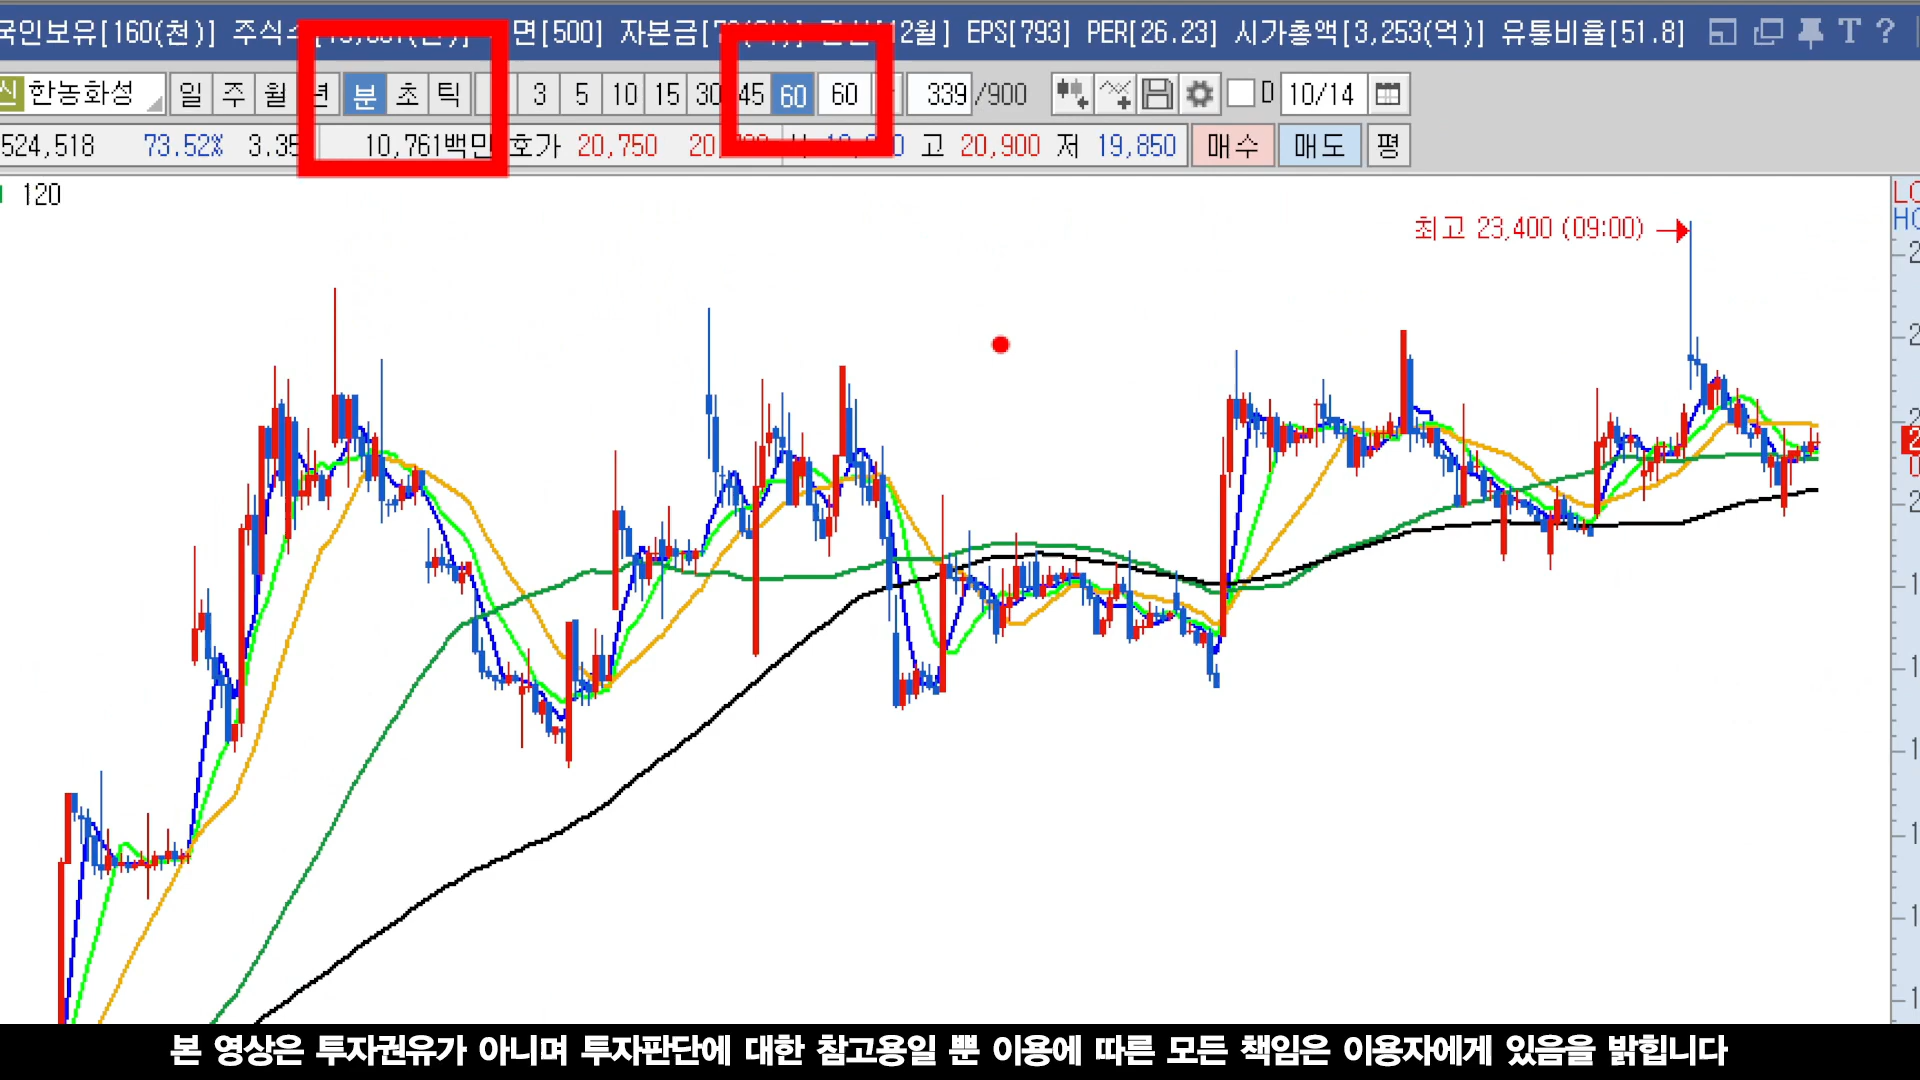 국인보유[160(천)] 주식 면[500] 자본금 12월] EPS[793] PER[26.23] 시가총액[3,253(억)] 유통비율[51.8] T ?
신 한농화성 일 주 월 년 분 초 틱 3 5 10 15 30 45 60 60 339 /900 D 10/14
524,518 73.52% 3.35 10,761백만 호가 20,750 고 20,900 저 19,850 매수 매도 평
120
최고 23,400 (09:00)
본 영상은 투자권유가 아니며 투자판단에 대한 참고용일 뿐 이용에 따른 모든 책임은 이용자에게 있음을 밝힙니다